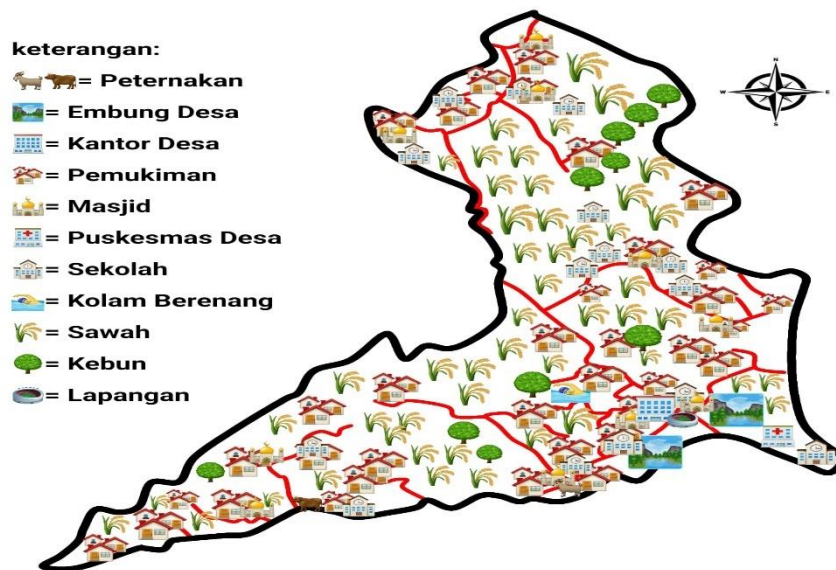 keterangan:
= Peternakan
= Embung Desa
= Kantor Desa
= Pemukiman
= Masjid
= Puskesmas Desa
= Sekolah
= Kolam Berenang
= Sawah
= Kebun
= Lapangan
N
W E
S